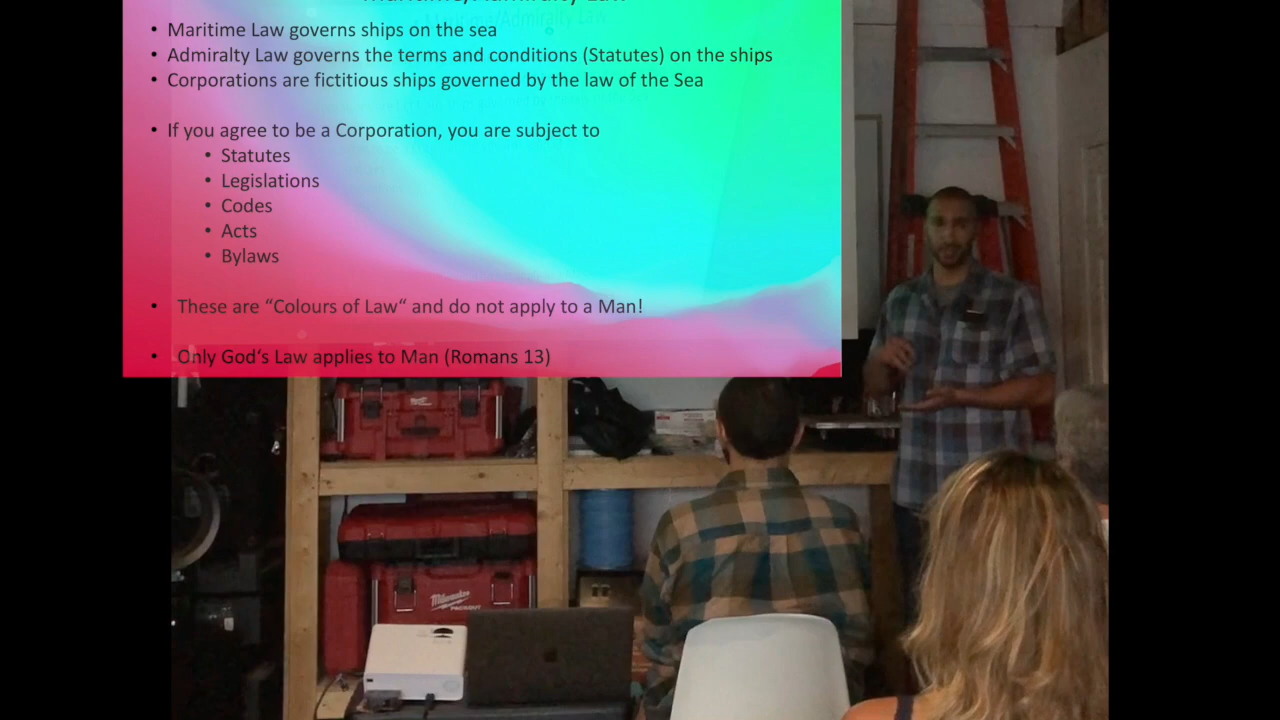 Maritime/Admiralty Law
• Maritime Law governs ships on the sea
• Admiralty Law governs the terms and conditions (Statutes) on the ships
• Corporations are fictitious ships governed by the law of the Sea
• If you agree to be a Corporation, you are subject to
• Statutes
• Legislations
• Codes
• Acts
• Bylaws
• These are “Colours of Law“ and do not apply to a Man!
• Only God‘s Law applies to Man (Romans 13)
Milwaukee
PACKOUT